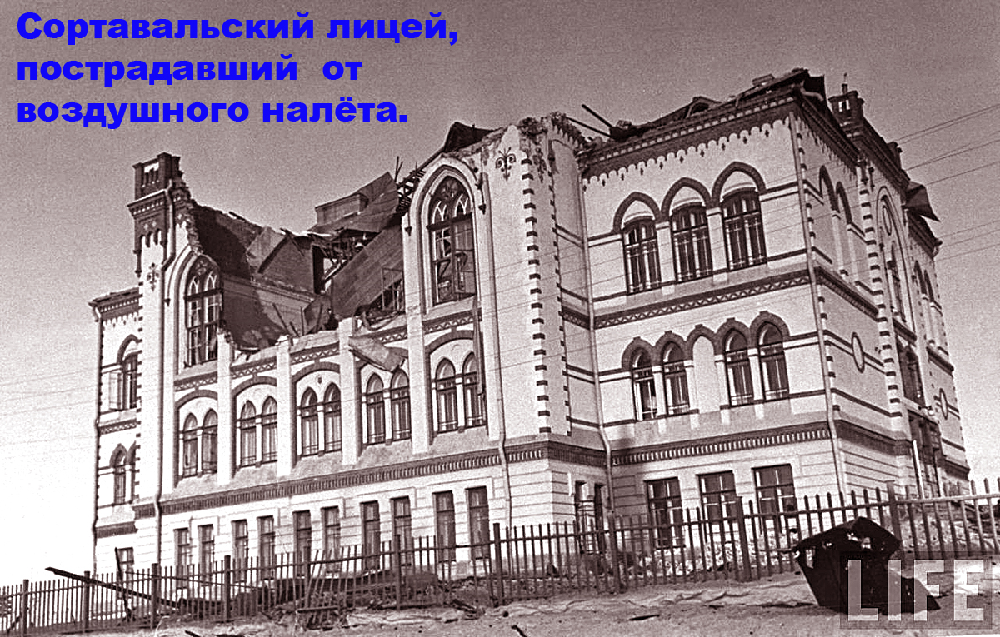 Сортавальский лицей,
пострадавший от
воздушного налёта.
LIFE